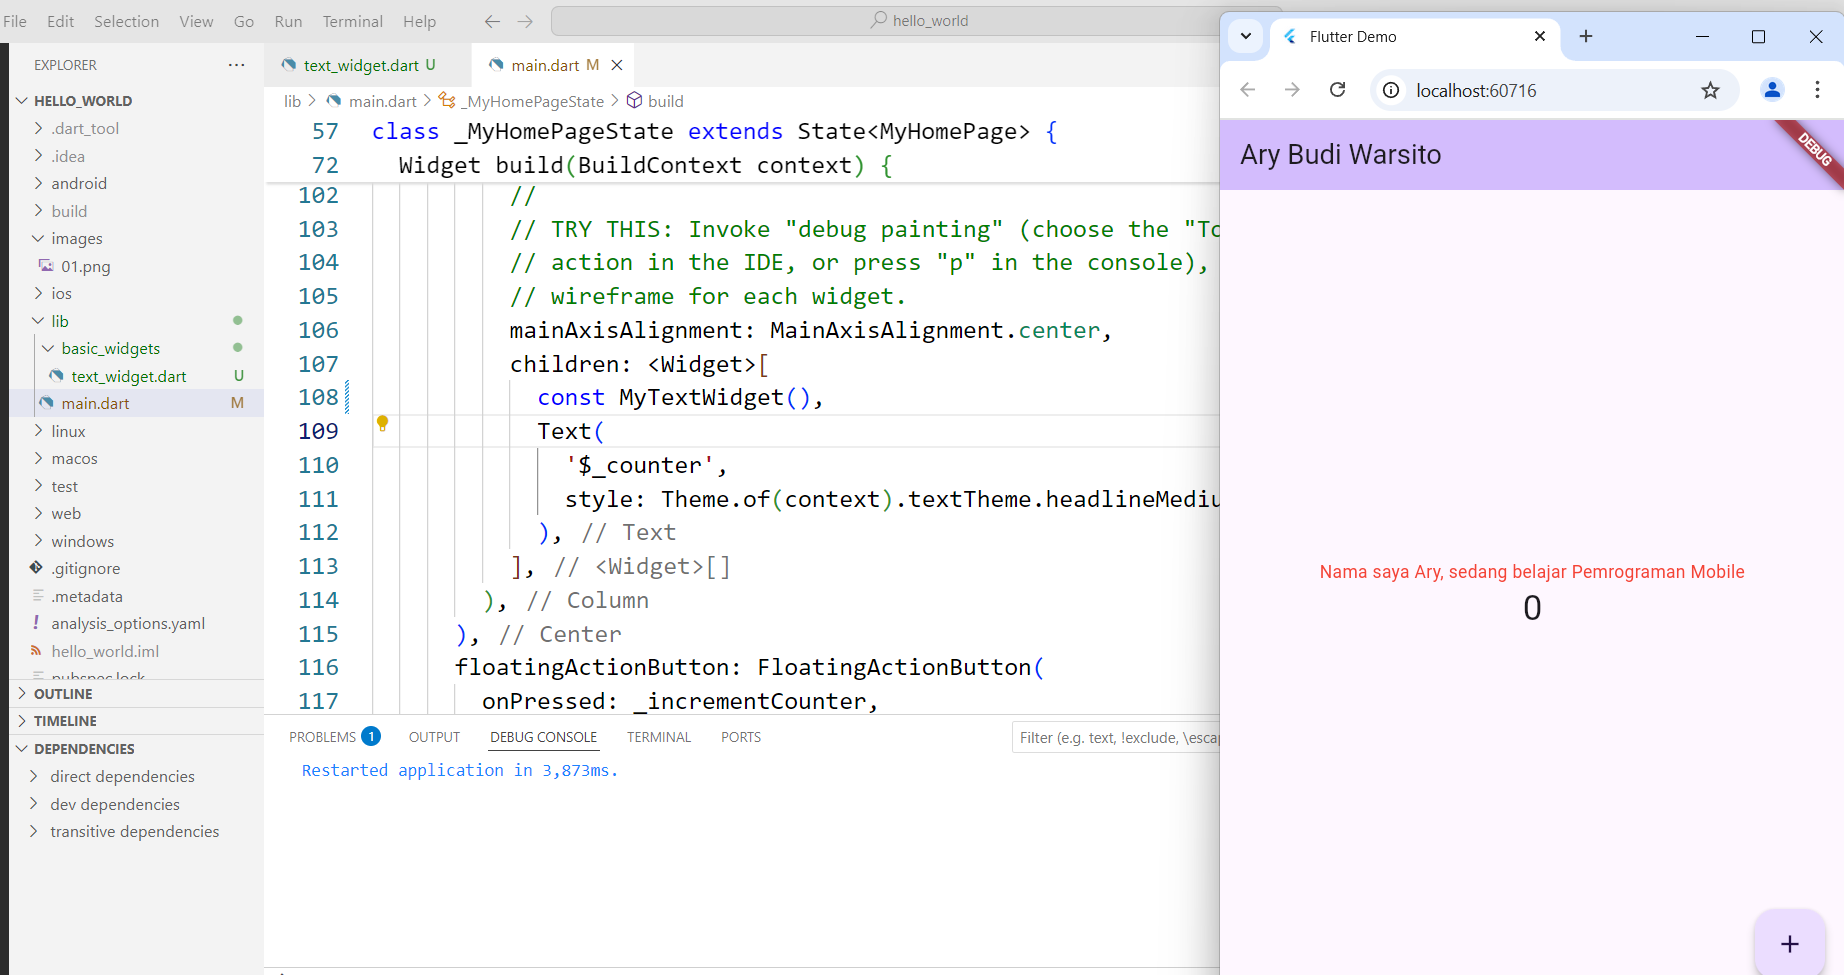 File Edit Selection View Go Run Terminal Help
hello_world
EXPLORER
HELLO_WORLD
.dart_tool
.idea
android
build
images
01.png
ios
lib
basic_widgets
text_widget.dart U
main.dart M
linux
macos
test
web
windows
.gitignore
.metadata
analysis_options.yaml
hello_world.iml
pubspec.lock
OUTLINE
TIMELINE
DEPENDENCIES
direct dependencies
dev dependencies
transitive dependencies
text_widget.dart U
main.dart M
lib > main.dart > _MyHomePageState > build
57 class _MyHomePageState extends State<MyHomePage> {
72 Widget build(BuildContext context) {
102 //
103 // TRY THIS: Invoke "debug painting" (choose the "To
104 // action in the IDE, or press "p" in the console),
105 // wireframe for each widget.
106 mainAxisAlignment: MainAxisAlignment.center,
107 children: <Widget>[
108 const MyTextWidget(),
109 Text(
110 '$_counter',
111 style: Theme.of(context).textTheme.headlineMediu
112 ), // Text
113 ], // <Widget>[]
114 ), // Column
115 ), // Center
116 floatingActionButton: FloatingActionButton(
117 onPressed: _incrementCounter,
PROBLEMS 1 OUTPUT DEBUG CONSOLE TERMINAL PORTS
Filter (e.g. text, !exclude, \escap
Restarted application in 3,873ms.
Flutter Demo
localhost:60716
Ary Budi Warsito
DEBUG
Nama saya Ary, sedang belajar Pemrograman Mobile
0
+